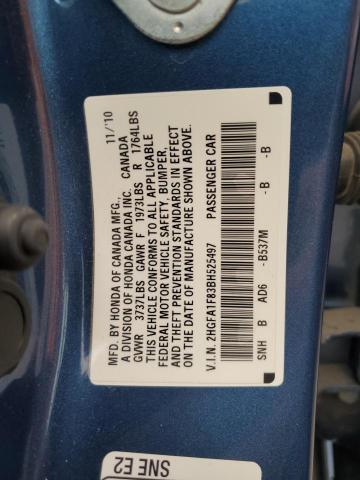 MFD. BY HONDA OF CANADA MFG., 11/'10
A DIVISION OF HONDA CANADA INC. CANADA
GVWR 3737LBS GAWR F 1973LBS R 1764LBS
THIS VEHICLE CONFORMS TO ALL APPLICABLE
FEDERAL MOTOR VEHICLE SAFETY, BUMPER,
AND THEFT PREVENTION STANDARDS IN EFFECT
ON THE DATE OF MANUFACTURE SHOWN ABOVE.
V.I.N. 2HGFA1F83BH525497 PASSENGER CAR
SNH B AD6 -B537M -B -B
SNE E2